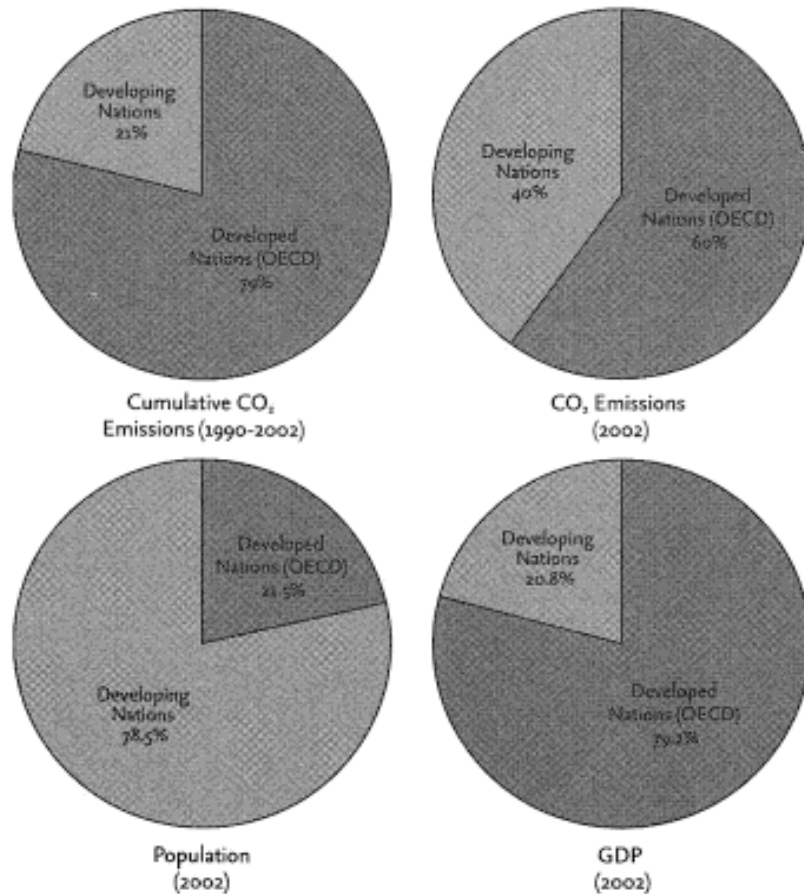 Developing
Nations
21%
Developed
Nations (OECD)
79%
Cumulative CO₂
Emissions (1990-2002)
Developing
Nations
40%
Developed
Nations (OECD)
60%
CO₂ Emissions
(2002)
Developed
Nations (OECD)
21.5%
Developing
Nations
78.5%
Population
(2002)
Developing
Nations
20.8%
Developed
Nations (OECD)
79.2%
GDP
(2002)